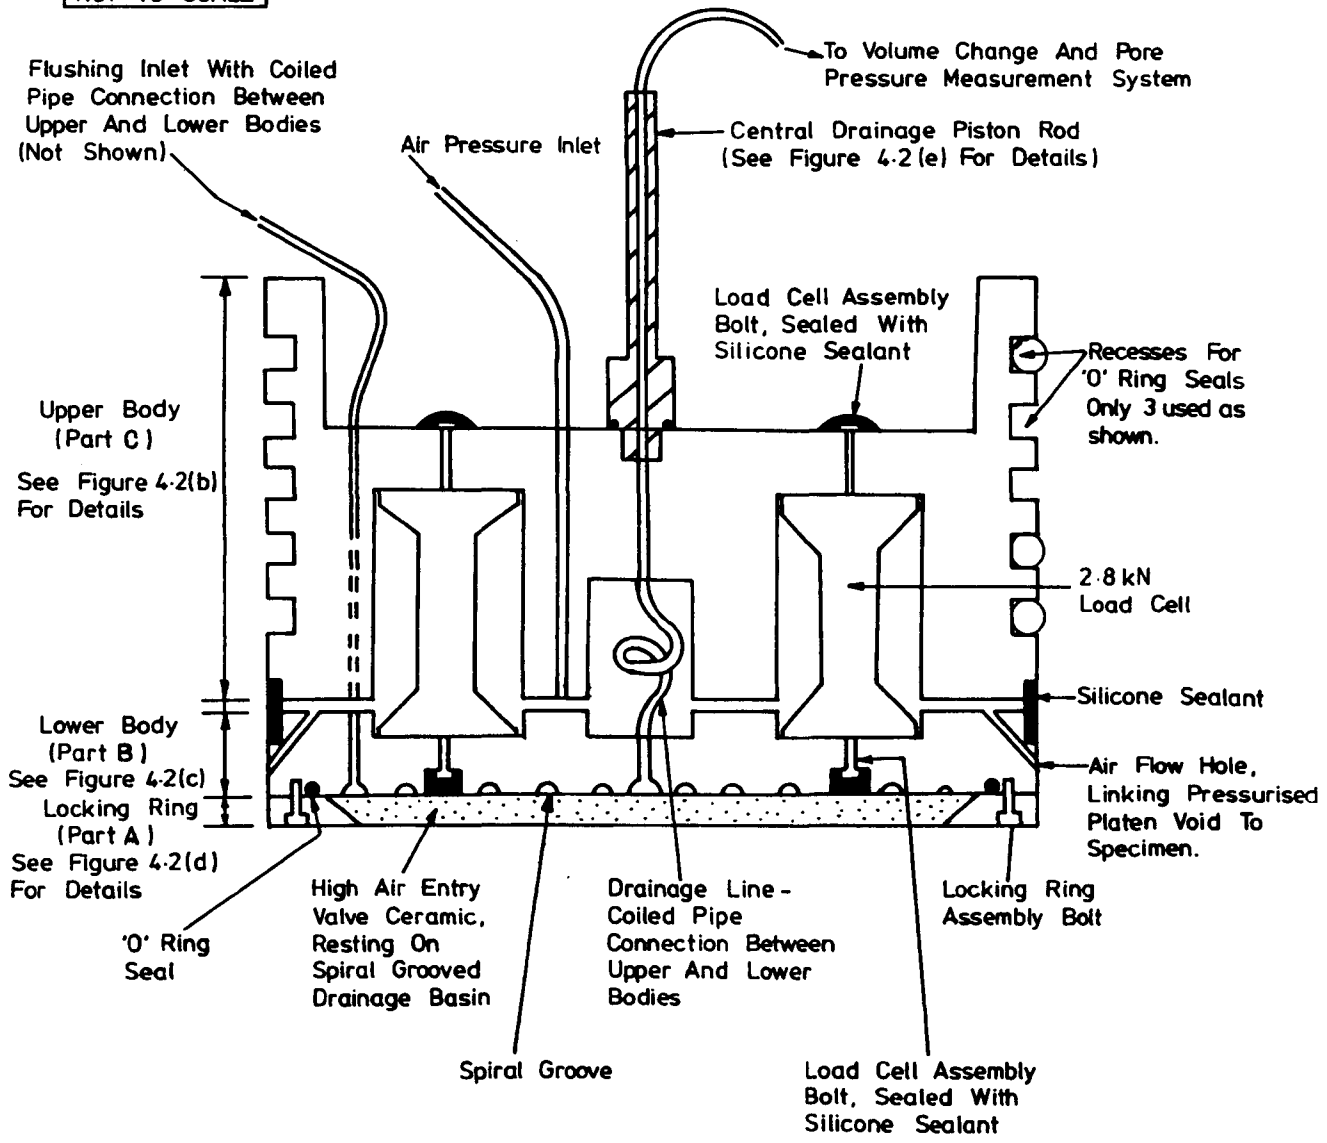 NOT TO SCALE
To Volume Change And Pore
Pressure Measurement System
Flushing Inlet With Coiled
Pipe Connection Between
Upper And Lower Bodies
(Not Shown)
Air Pressure Inlet
Central Drainage Piston Rod
(See Figure 4·2(e) For Details)
Load Cell Assembly
Bolt, Sealed With
Silicone Sealant
Recesses For
'O' Ring Seals
Only 3 used as
shown.
Upper Body
(Part C)
See Figure 4·2(b)
For Details
2·8 kN
Load Cell
Silicone Sealant
Lower Body
(Part B)
See Figure 4·2(c)
Locking Ring
(Part A)
See Figure 4·2(d)
For Details
Air Flow Hole,
Linking Pressurised
Platen Void To
Specimen.
'O' Ring
Seal
High Air Entry
Valve Ceramic,
Resting On
Spiral Grooved
Drainage Basin
Drainage Line -
Coiled Pipe
Connection Between
Upper And Lower
Bodies
Locking Ring
Assembly Bolt
Spiral Groove
Load Cell Assembly
Bolt, Sealed With
Silicone Sealant